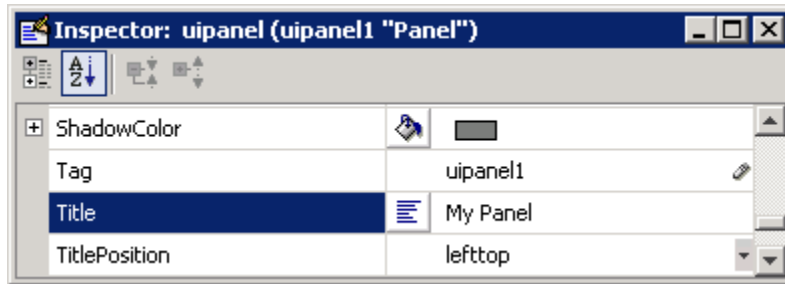 Inspector: uipanel (uipanel1 "Panel")
ShadowColor
Tag uipanel1
Title My Panel
TitlePosition lefttop